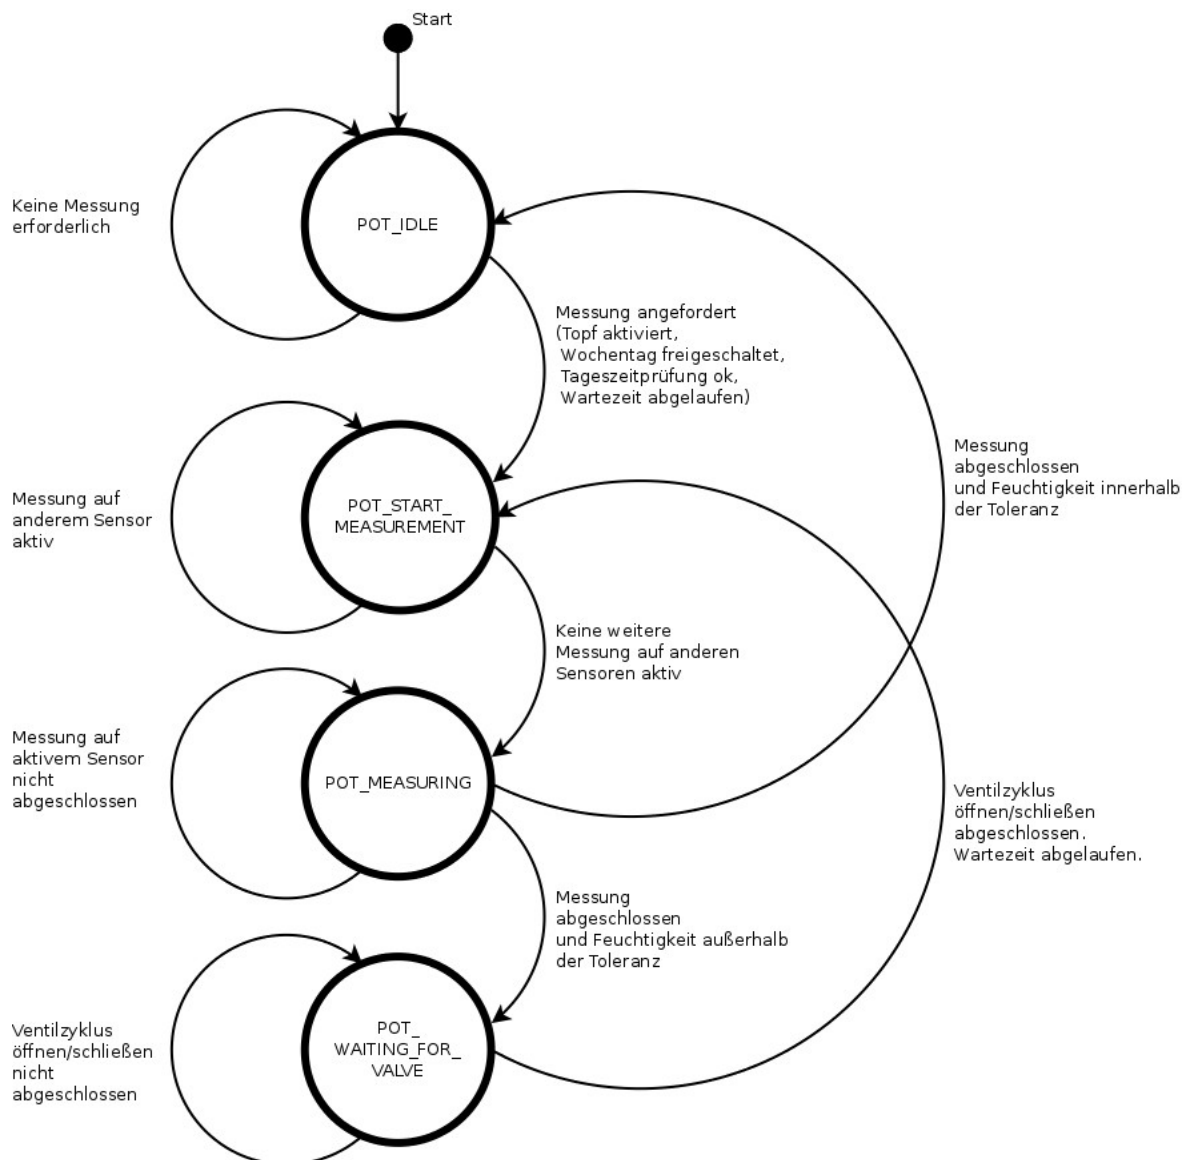 Start
Keine Messung
erforderlich
POT_IDLE
Messung angefordert
(Topf aktiviert,
Wochentag freigeschaltet,
Tageszeitprüfung ok,
Wartezeit abgelaufen)
Messung
abgeschlossen
und Feuchtigkeit innerhalb
der Toleranz
Messung auf
anderem Sensor
aktiv
POT_START_
MEASUREMENT
Keine weitere
Messung auf anderen
Sensoren aktiv
Messung auf
aktivem Sensor
nicht
abgeschlossen
POT_MEASURING
Ventilzyklus
öffnen/schließen
abgeschlossen.
Wartezeit abgelaufen.
Messung
abgeschlossen
und Feuchtigkeit außerhalb
der Toleranz
Ventilzyklus
öffnen/schließen
nicht
abgeschlossen
POT_
WAITING_FOR_
VALVE